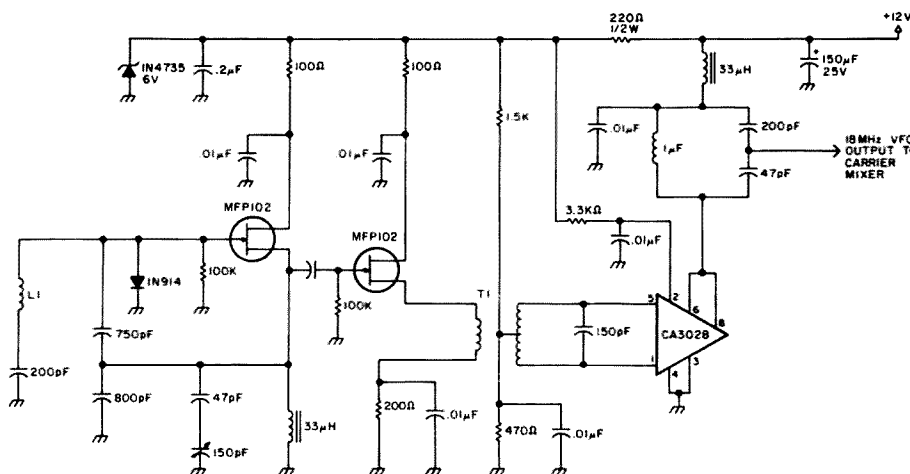 220Ω
1/2W
+12V
1N4735
6V
.2µF
100Ω
100Ω
33µH
+
150µF
25V
1.5K
.01µF
.01µF
.01µF
1µF
200pF
47pF
18MHz VFO
OUTPUT TO
CARRIER
MIXER
MFP102
MFP102
3.3KΩ
.01µF
L1
1N914
100K
100K
T1
150pF
5
2
6
8
CA3028
1
4
3
750pF
200pF
800pF
47pF
150pF
33µH
200Ω
.01µF
470Ω
.01µF